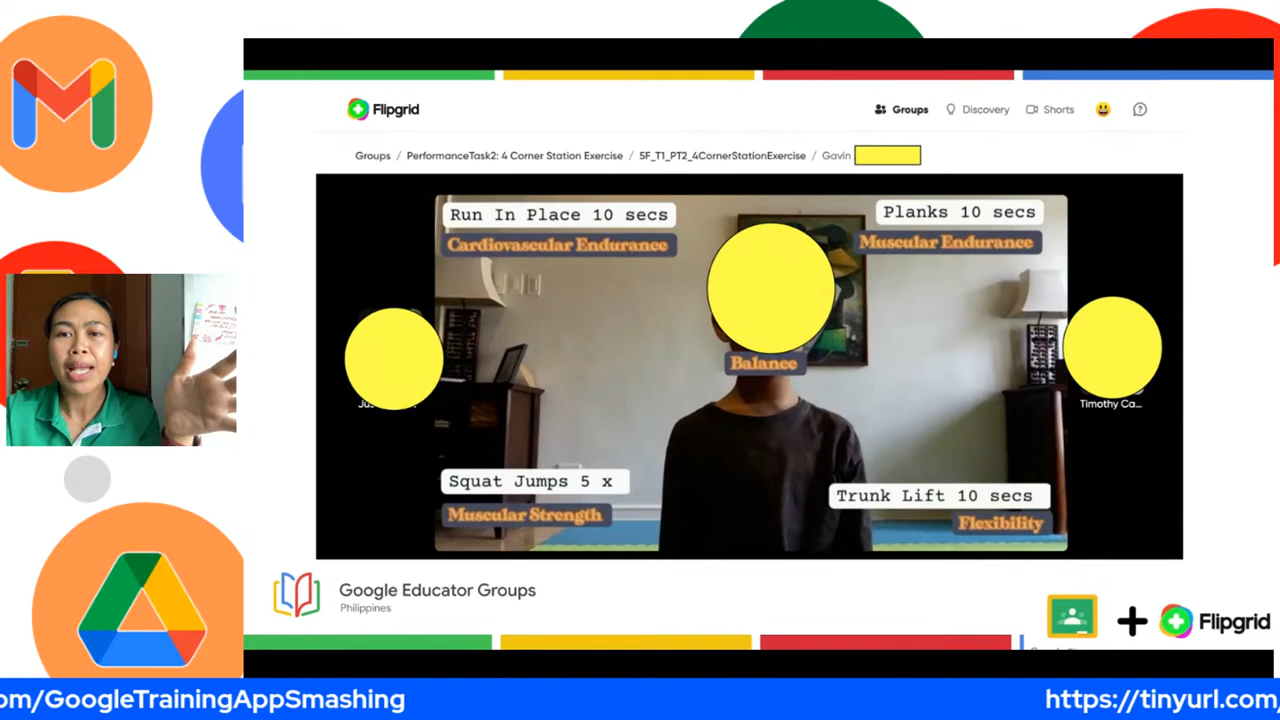 Flipgrid
Groups
Discovery
Shorts
Groups / PerformanceTask2: 4 Corner Station Exercise / 5F_T1_PT2_4CornerStationExercise / Gavin
Run In Place 10 secs
Cardiovascular Endurance
Planks 10 secs
Muscular Endurance
Balance
Timothy Ca...
Squat Jumps 5 x
Muscular Strength
Trunk Lift 10 secs
Flexibility
Google Educator Groups
Philippines
Flipgrid
om/GoogleTrainingAppSmashing
https://tinyurl.com/